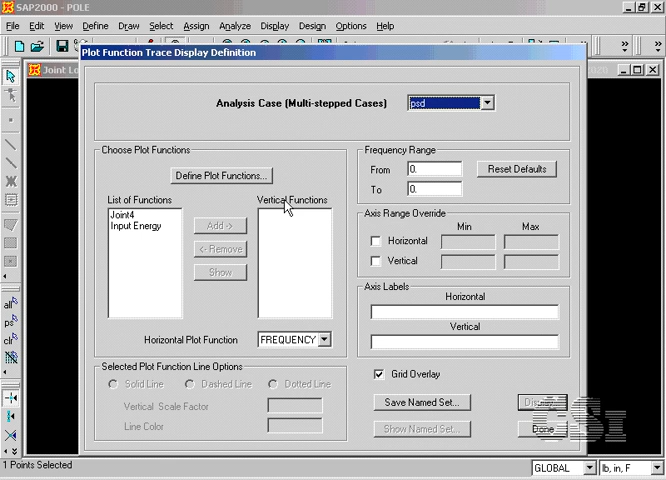 SAP2000 - POLE
File Edit View Define Draw Select Assign Analyze Display Design Options Help
Plot Function Trace Display Definition
Joint Lo
Analysis Case (Multi-stepped Cases) psd
Choose Plot Functions
Define Plot Functions...
List of Functions Vertical Functions
Joint4
Input Energy
Add ->
<- Remove
Show
Horizontal Plot Function FREQUENCY
Selected Plot Function Line Options
Solid Line Dashed Line Dotted Line
Vertical Scale Factor
Line Color
Frequency Range
From 0.
To 0.
Reset Defaults
Axis Range Override
Min Max
Horizontal
Vertical
Axis Labels
Horizontal
Vertical
Grid Overlay
Save Named Set... Display...
Show Named Set... Done
CSI
all
ps
clr
1 Points Selected
GLOBAL lb, in, F